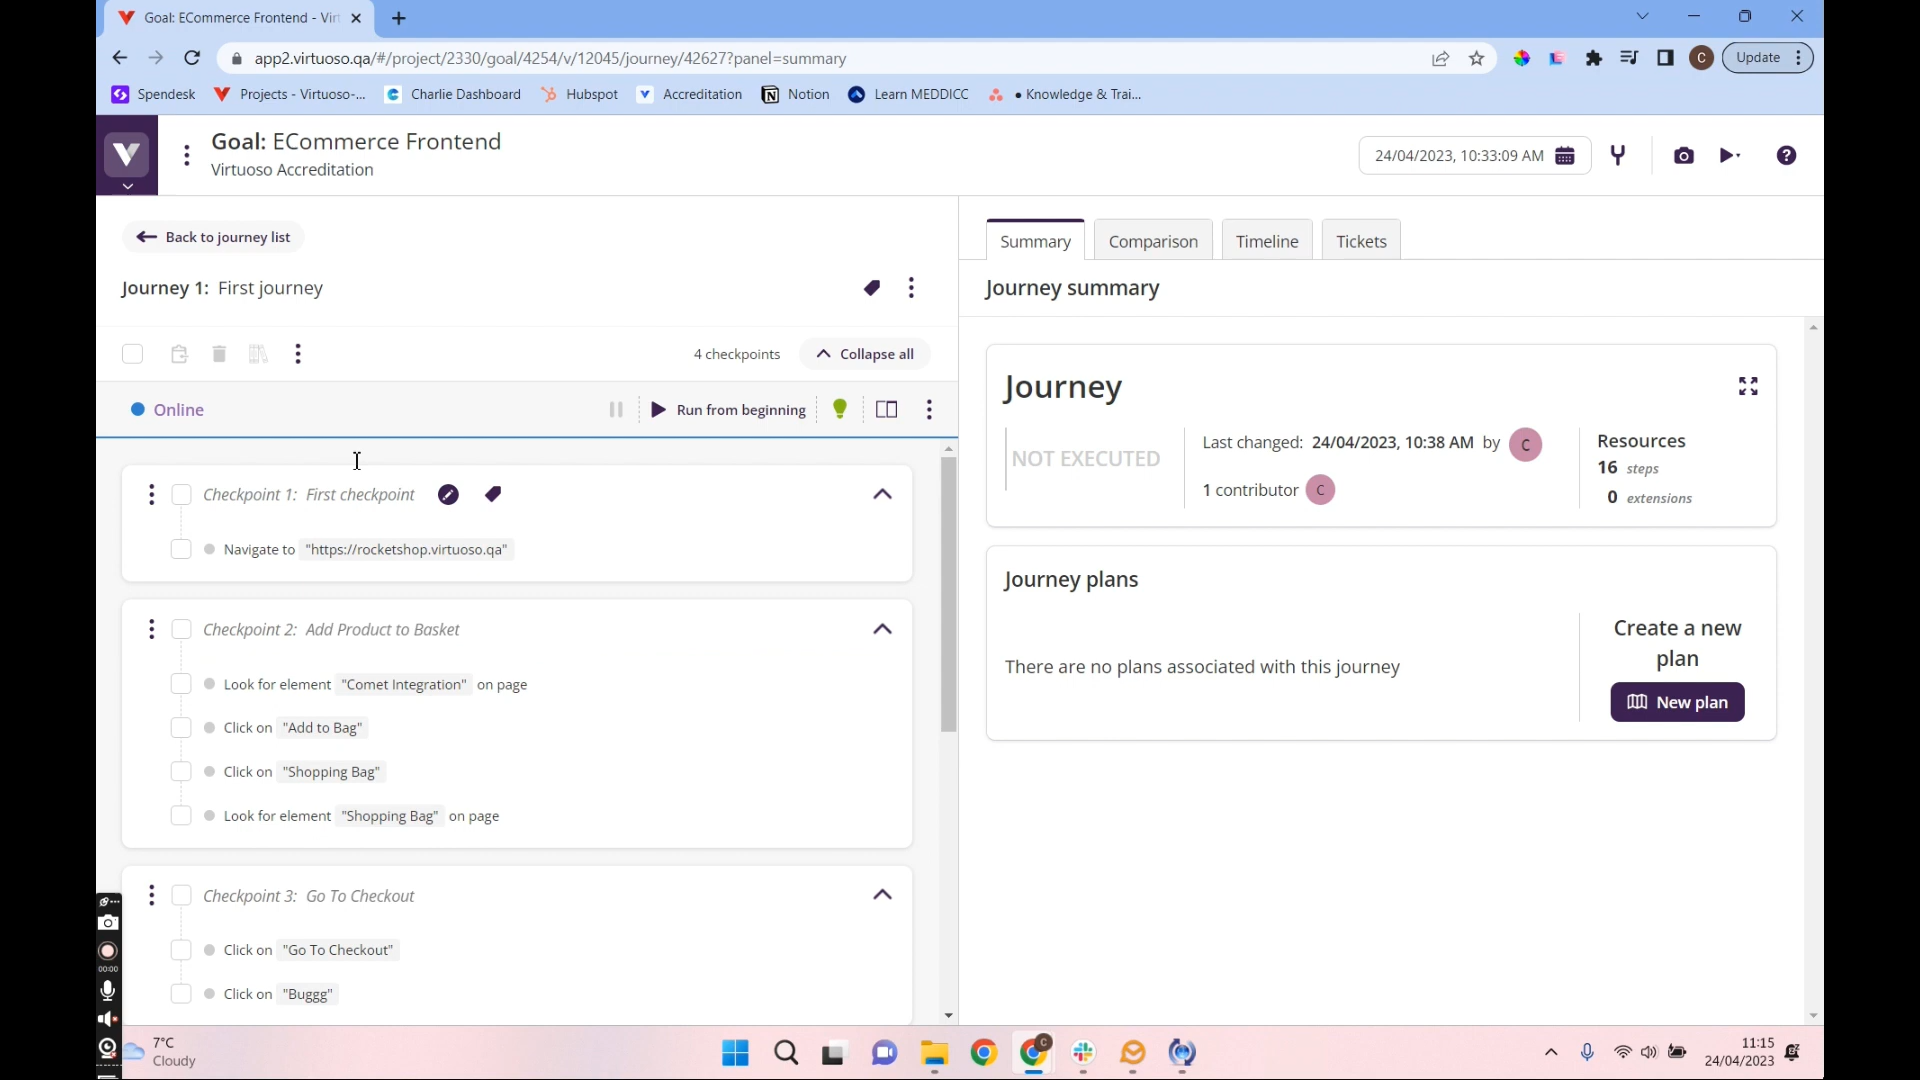 Goal: ECommerce Frontend - Virt
app2.virtuoso.qa/#/project/2330/goal/4254/v/12045/journey/42627?panel=summary
C
Update
Spendesk
Projects - Virtuoso-...
Charlie Dashboard
Hubspot
Accreditation
Notion
Learn MEDDICC
• Knowledge & Trai...
Goal: ECommerce Frontend
Virtuoso Accreditation
24/04/2023, 10:33:09 AM
Back to journey list
Journey 1: First journey
4 checkpoints
Collapse all
Online
Run from beginning
Checkpoint 1: First checkpoint
Navigate to "https://rocketshop.virtuoso.qa"
Checkpoint 2: Add Product to Basket
Look for element "Comet Integration" on page
Click on "Add to Bag"
Click on "Shopping Bag"
Look for element "Shopping Bag" on page
Checkpoint 3: Go To Checkout
Click on "Go To Checkout"
Click on "Buggg"
Summary
Comparison
Timeline
Tickets
Journey summary
Journey
NOT EXECUTED
Last changed: 24/04/2023, 10:38 AM by C
1 contributor C
Resources
16 steps
0 extensions
Journey plans
There are no plans associated with this journey
Create a new
plan
New plan
00:00
7°C
Cloudy
C
11:15
24/04/2023